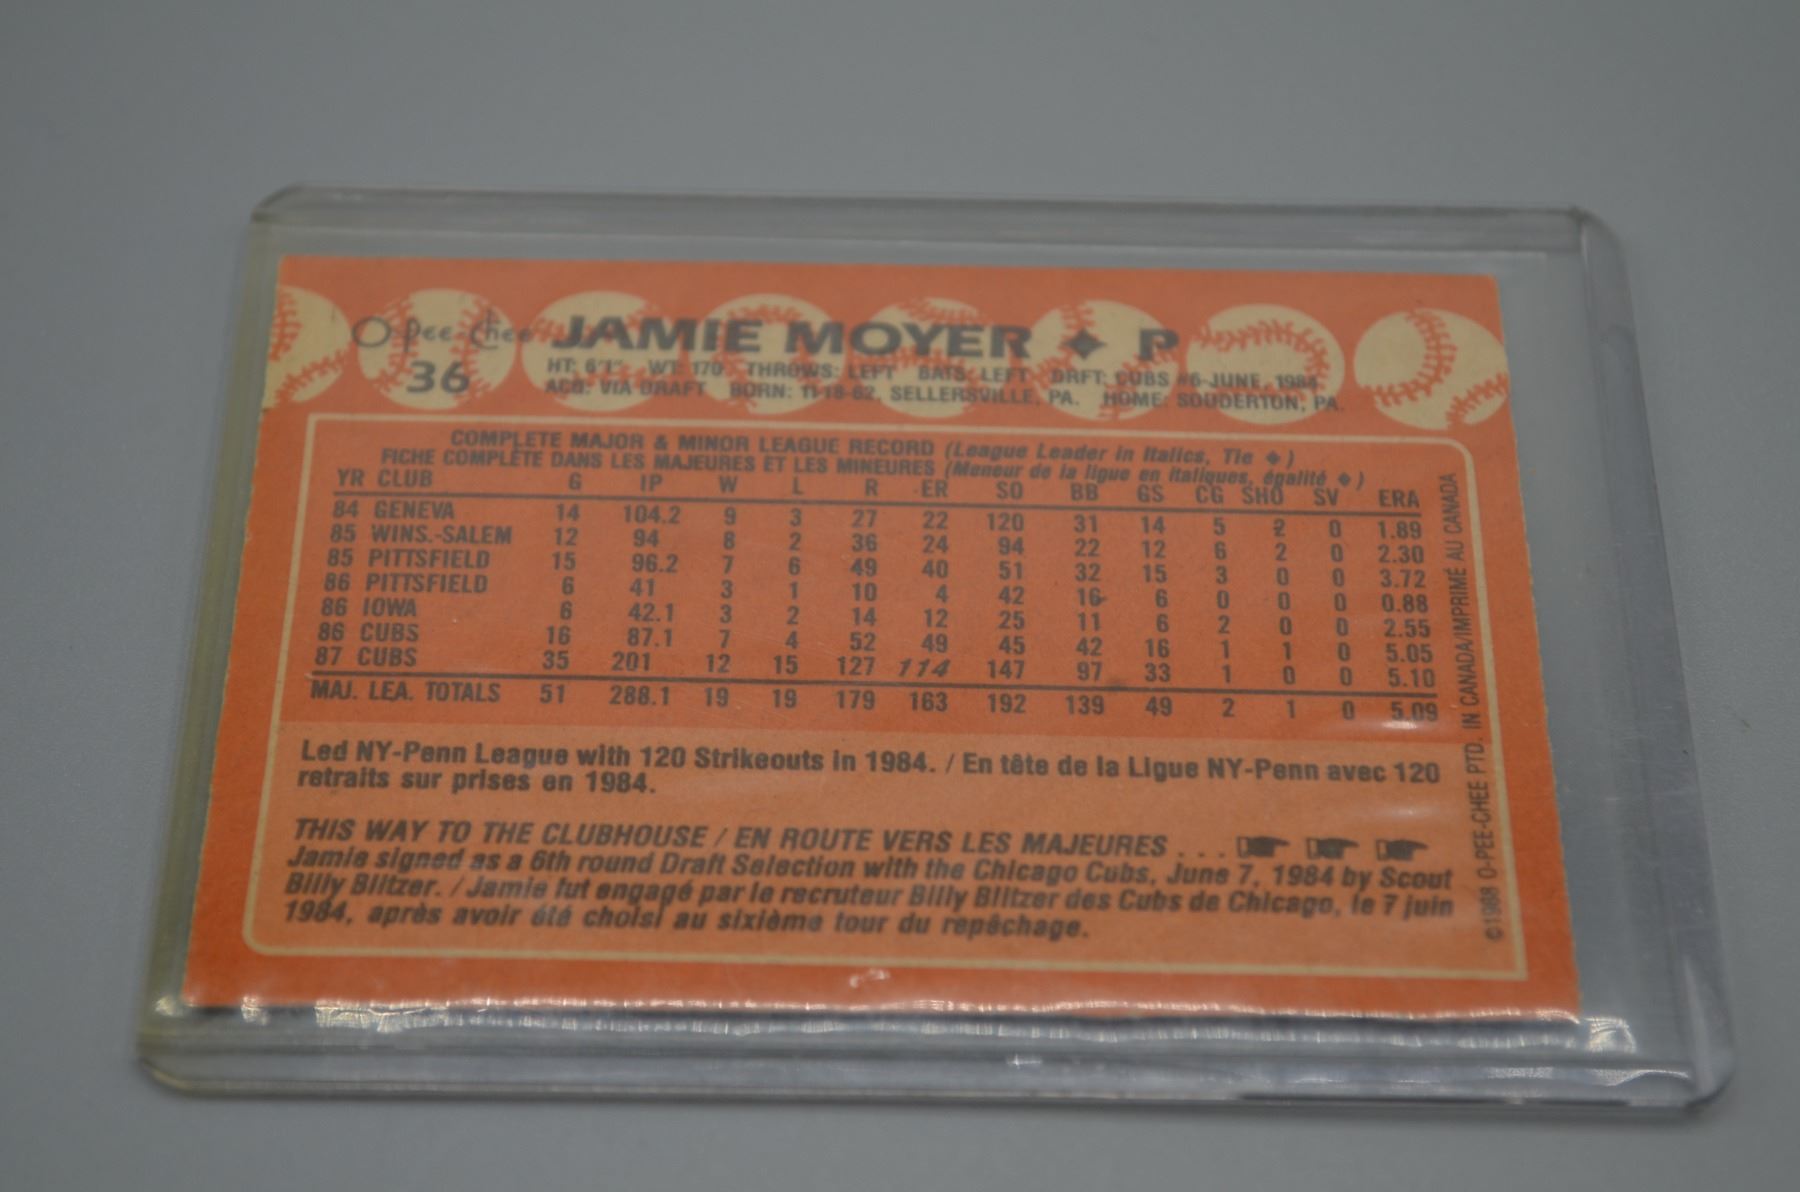 O-Pee-Chee JAMIE MOYER ◆ P
36 HT: 6'1" WT: 170 THROWS: LEFT BATS: LEFT DRFT: CUBS #6-JUNE, 1984
ACQ: VIA DRAFT BORN: 11-18-62, SELLERSVILLE, PA. HOME: SOUDERTON, PA.
COMPLETE MAJOR & MINOR LEAGUE RECORD (League Leader in Italics, Tie ◆)
FICHE COMPLÈTE DANS LES MAJEURES ET LES MINEURES (Meneur de la ligue en italiques, égalité ◆)
YR CLUB G IP W L R ER SO BB GS CG SHO SV ERA
84 GENEVA 14 104.2 9 3 27 22 120 31 14 5 2 0 1.89
85 WINS.-SALEM 12 94 8 2 36 24 94 22 12 6 2 0 2.30
85 PITTSFIELD 15 96.2 7 6 49 40 51 32 15 3 0 0 3.72
86 PITTSFIELD 6 41 3 1 10 4 42 16 6 0 0 0 0.88
86 IOWA 6 42.1 3 2 14 12 25 11 6 2 0 0 2.55
86 CUBS 16 87.1 7 4 52 49 45 42 16 1 1 0 5.05
87 CUBS 35 201 12 15 127 114 147 97 33 1 0 0 5.10
MAJ. LEA. TOTALS 51 288.1 19 19 179 163 192 139 49 2 1 0 5.09
Led NY-Penn League with 120 Strikeouts in 1984. / En tête de la Ligue NY-Penn avec 120
retraits sur prises en 1984.
THIS WAY TO THE CLUBHOUSE / EN ROUTE VERS LES MAJEURES . . .
Jamie signed as a 6th round Draft Selection with the Chicago Cubs, June 7, 1984 by Scout
Billy Blitzer. / Jamie fut engagé par le recruteur Billy Blitzer des Cubs de Chicago, le 7 juin
1984, après avoir été choisi au sixième tour du repêchage.
©1988 O-PEE-CHEE PTD. IN CANADA/IMPRIMÉ AU CANADA